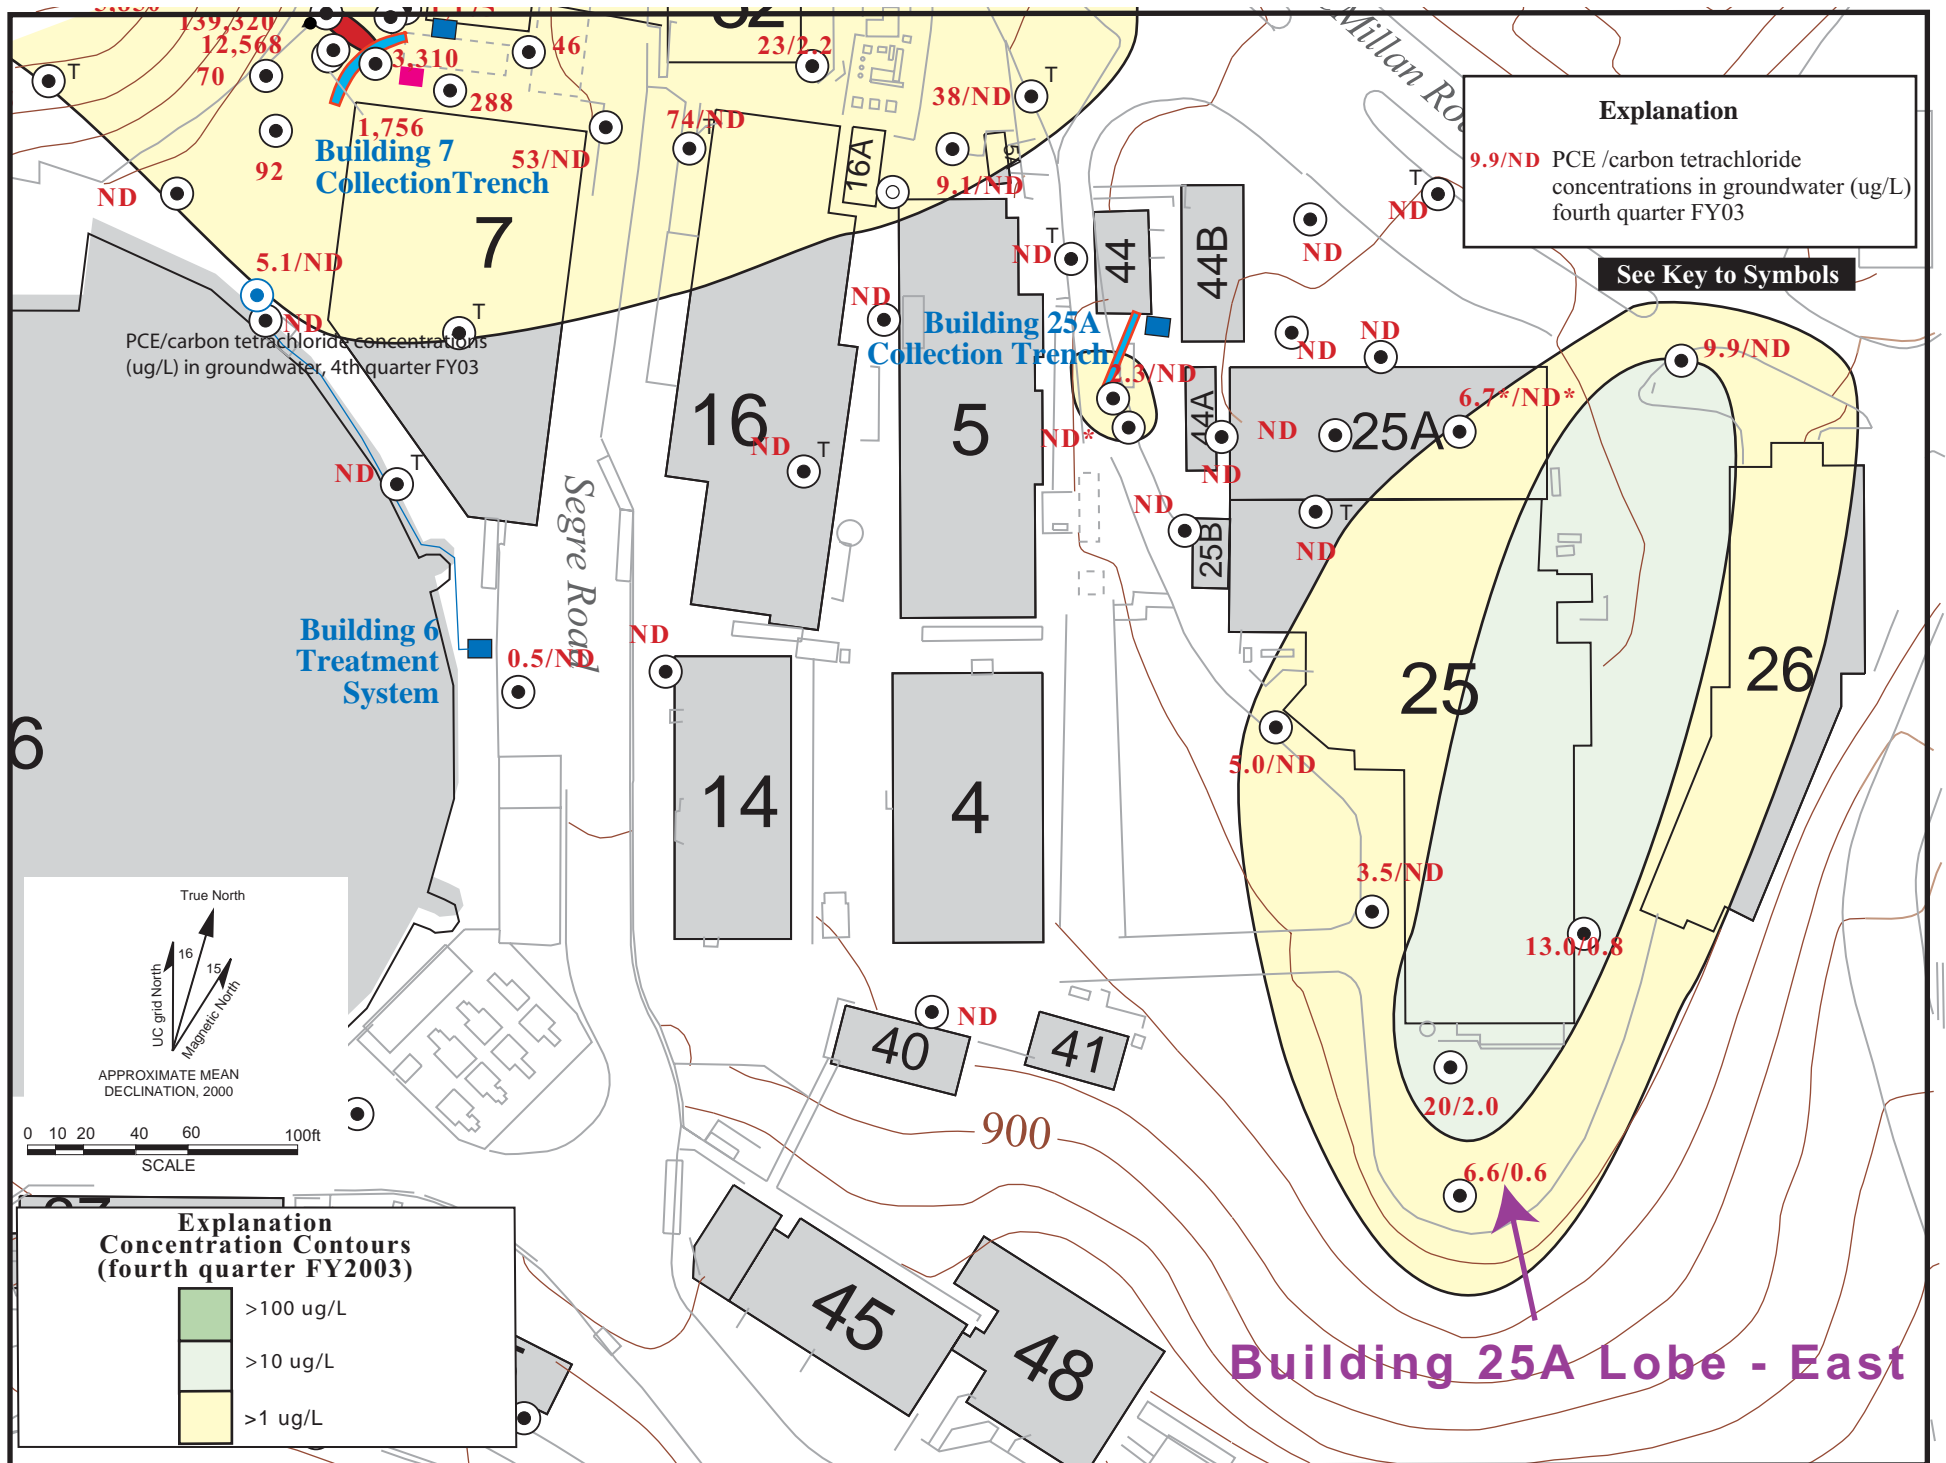 139,320
12,568
70
3,310
46
23/2.2
T
288
1,756
92
53/ND
74/ND
T
38/ND
T
Millan
Explanation
9.9/ND PCE /carbon tetrachloride
concentrations in groundwater (ug/L)
fourth quarter FY03
See Key to Symbols
Building 7
CollectionTrench
16A
5A
9.1/ND
ND
T
ND
ND
7
5.1/ND
ND
T
ND
T
44
44B
ND
PCE/carbon tetrachloride concentrations
(ug/L) in groundwater, 4th quarter FY03
ND
Building 25A
Collection Trench
ND
ND
9.9/ND
2.3/ND
6.7*/ND*
16
ND
T
5
ND*
44A
ND
ND
25A
ND
T
Segre Road
ND
25B
T
ND
Building 6
Treatment
System
0.5/ND
ND
25
26
6
5.0/ND
14
4
3.5/ND
13.0/0.8
True North
16
15
UC grid North
Magnetic North
APPROXIMATE MEAN
DECLINATION, 2000
0 10 20 40 60 100ft
SCALE
ND
40
41
900
20/2.0
6.6/0.6
Explanation
Concentration Contours
(fourth quarter FY2003)
>100 ug/L
>10 ug/L
>1 ug/L
45
48
Building 25A Lobe - East